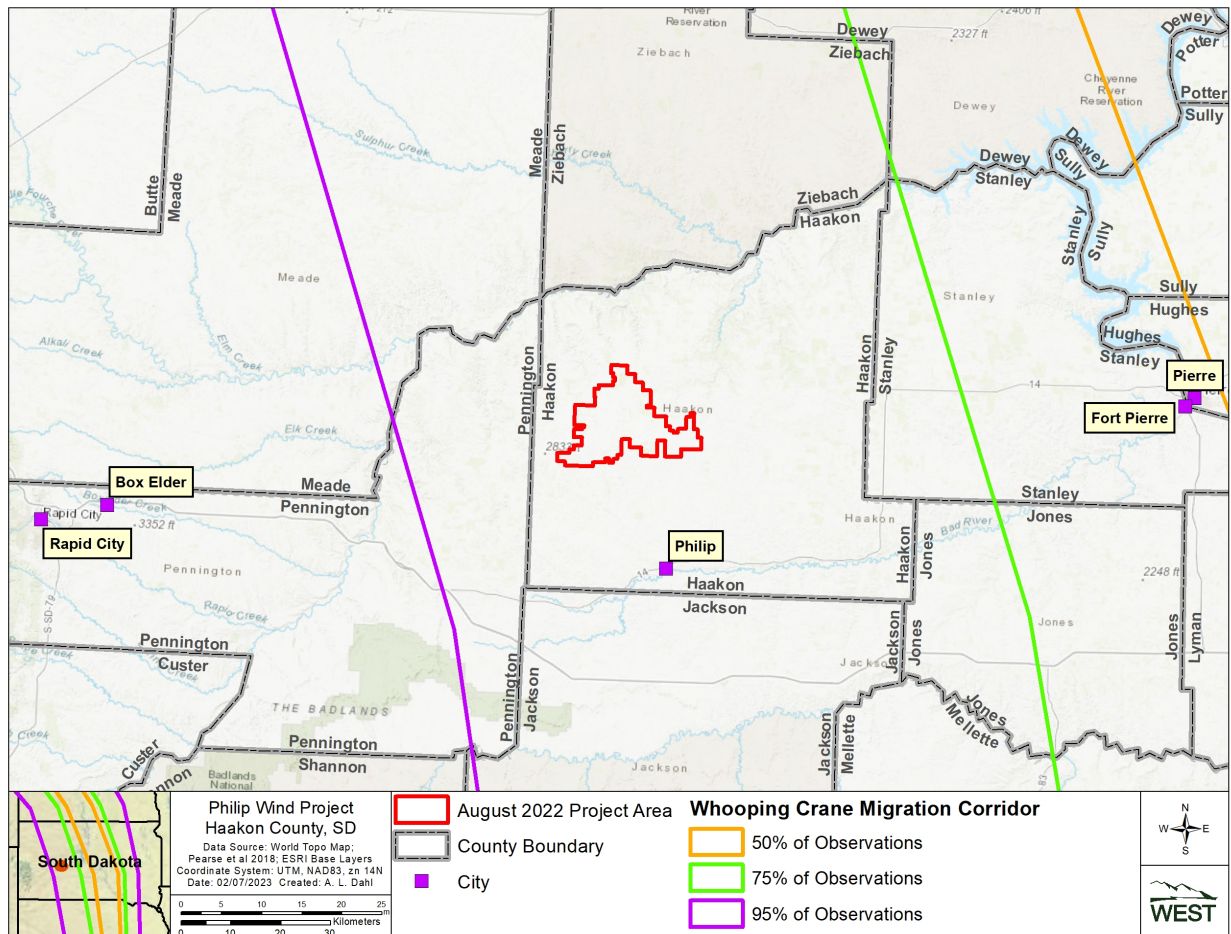 River
Reservation
2406 ft
Dewey
Potter
Dewey
Ziebach
2327 ft
Ziebach
Cheyenne
River
Reservation
Dewey
Potter
Sully
Sulphur Creek
Meade
Ziebach
Dewey
Sully
Dewey
Stanley
Butte
Meade
Ziebach
Haakon
Stanley
Sully
Meade
Stanley
Sully
Hughes
Hughes
Stanley
Alkali Creek
Elm Creek
Pennington
Haakon
Haakon
Stanley
14
Pierre
Fort Pierre
Haakon
Elk Creek
Box Elder
Meade
Pennington
Rapid City
Rapid City
3352 ft
Stanley
Jones
Haakon
Bad River
Philip
14
Haakon
Jackson
Haakon
Jones
Pennington
Rapid Creek
S SD-79
2248 ft
Jones
Jones
Lyman
Pennington
Custer
Jackson
Jackson
Jones
Pennington
Jackson
THE BADLANDS
Jones
Mellette
Jackson
Mellette
Custer
Pennington
Shannon
Badlands
National
Jackson
83
South Dakota
Philip Wind Project
Haakon County, SD
Data Source: World Topo Map;
Pearse et al 2018; ESRI Base Layers
Coordinate System: UTM, NAD83, zn 14N
Date: 02/07/2023 Created: A. L. Dahl
0 5 10 15 20 25
Kilometers
0 10 20 30
August 2022 Project Area
County Boundary
City
Whooping Crane Migration Corridor
50% of Observations
75% of Observations
95% of Observations
N
W E
S
WEST